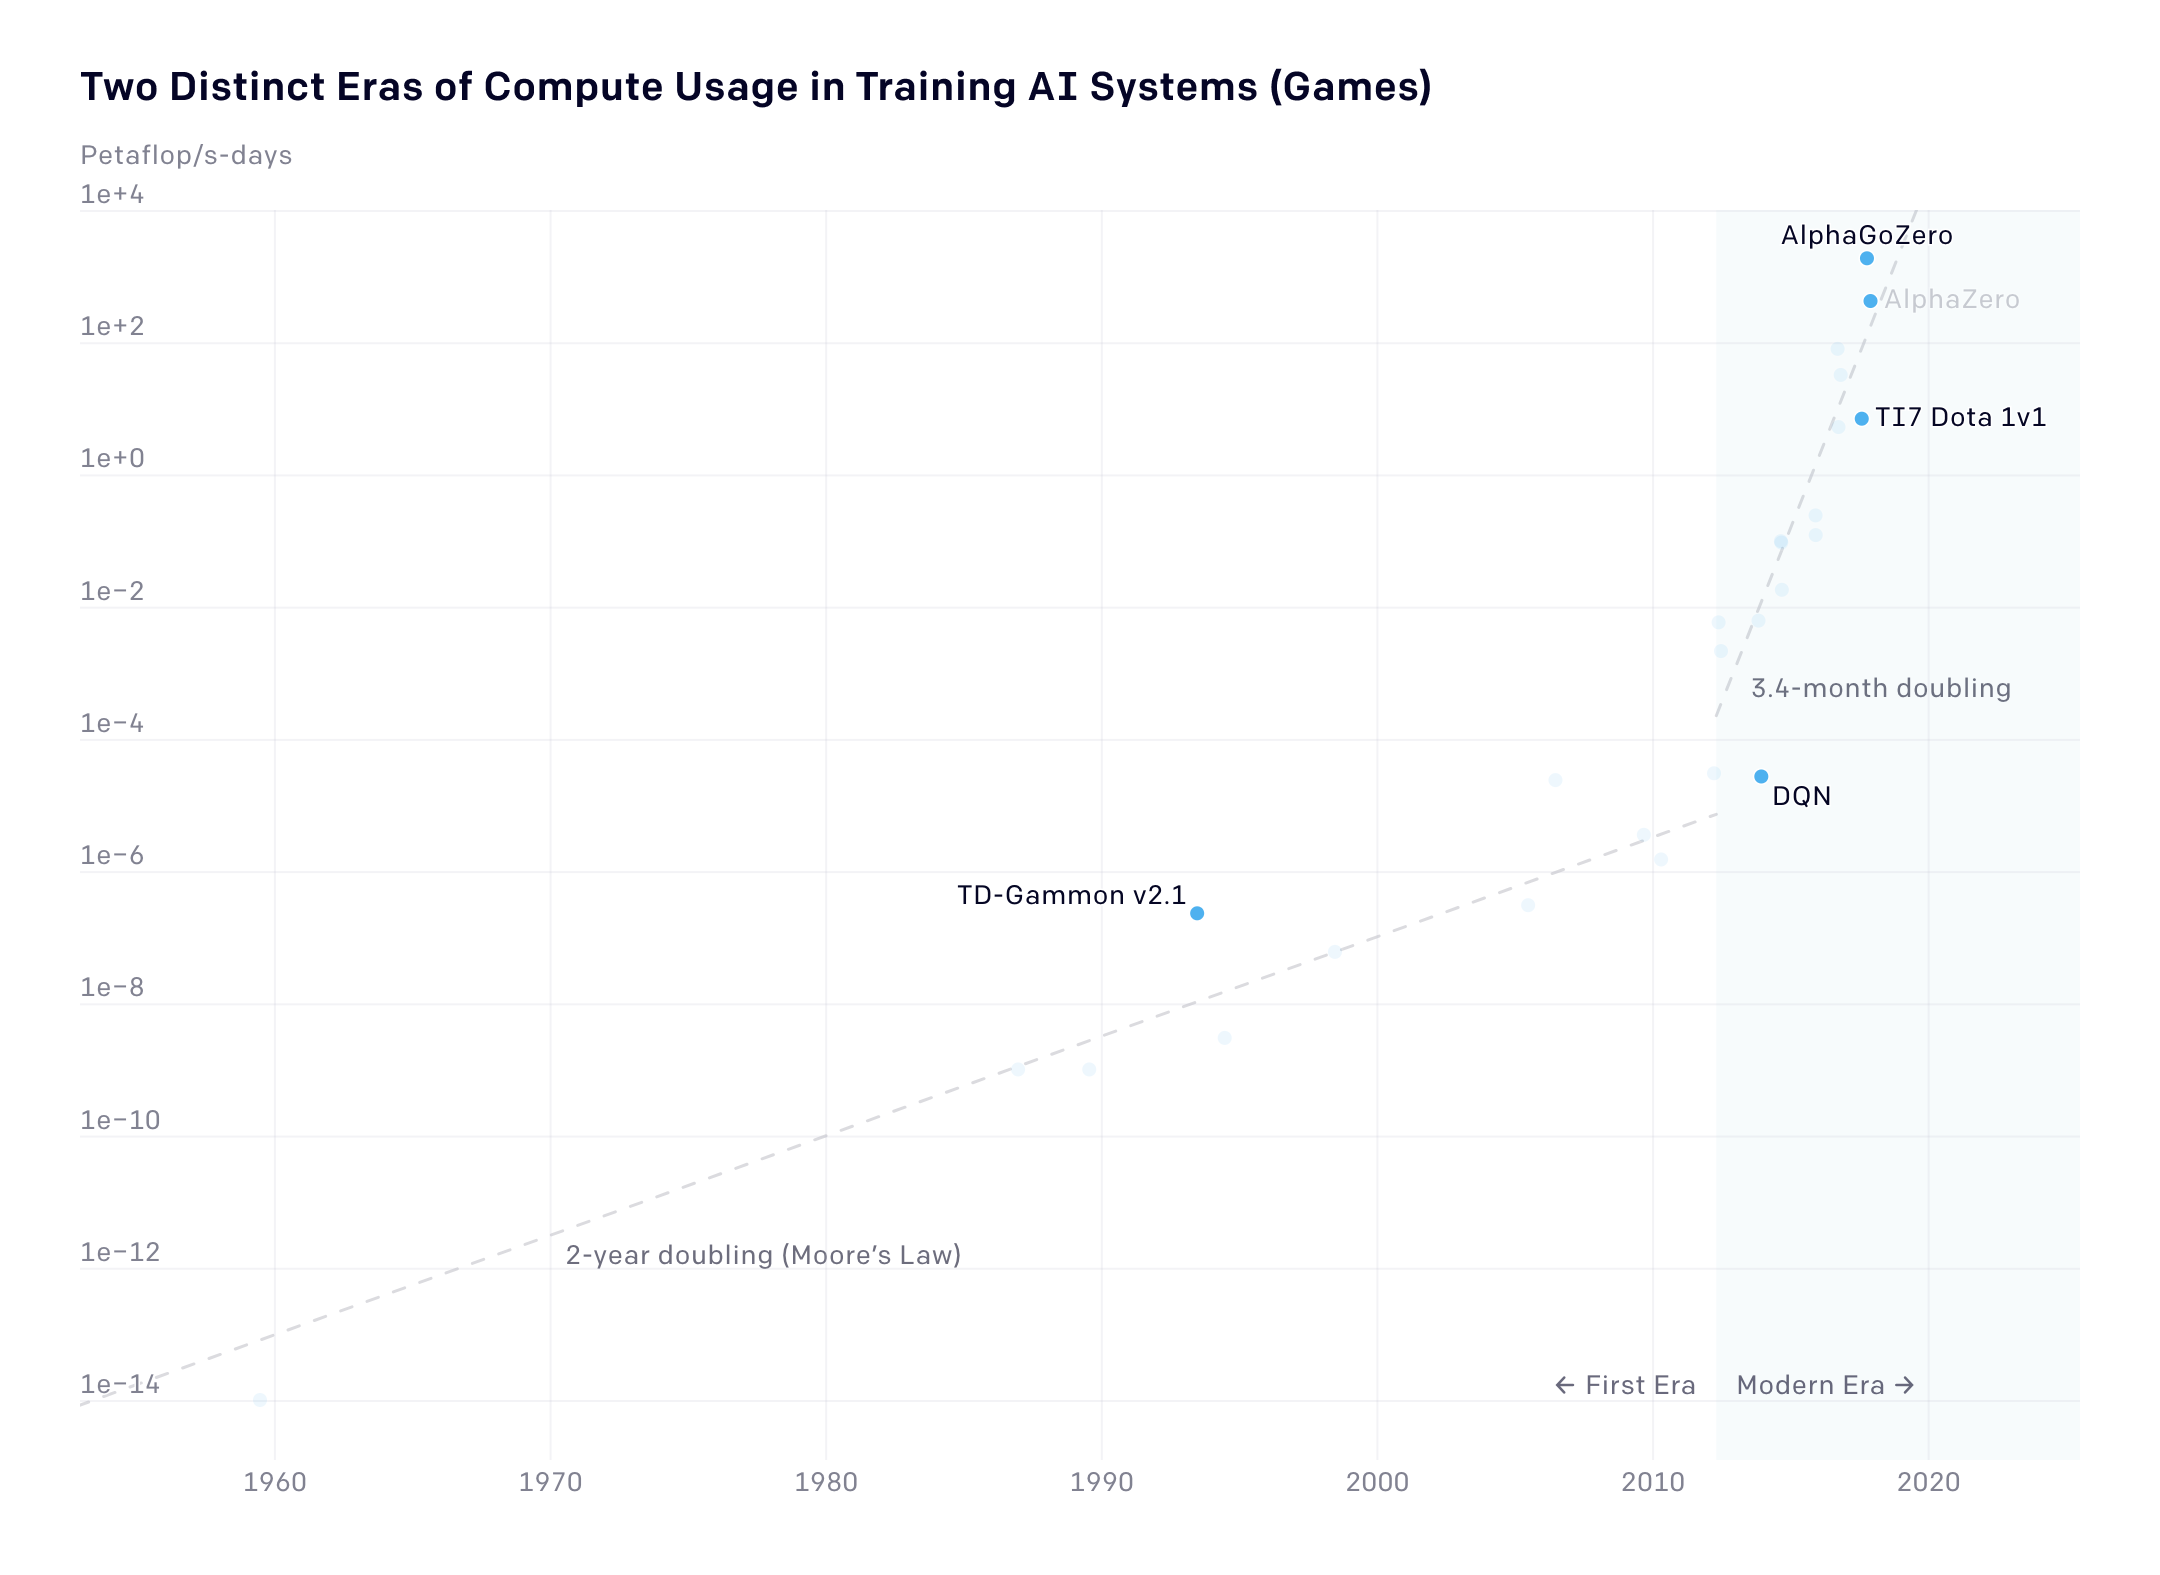 Two Distinct Eras of Compute Usage in Training AI Systems (Games)
Petaflop/s-days
1e+4
AlphaGoZero
AlphaZero
1e+2
TI7 Dota 1v1
1e+0
1e−2
3.4-month doubling
1e−4
DQN
1e−6
TD-Gammon v2.1
1e−8
1e−10
1e−12
2-year doubling (Moore’s Law)
1e−14
← First Era
Modern Era →
1960 1970 1980 1990 2000 2010 2020